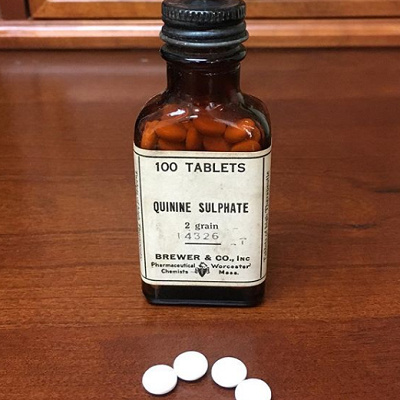 100 TABLETS
QUININE SULPHATE
2 grain
14326 T
BREWER & CO., Inc
Pharmaceutical Worcester
Chemists Mass.